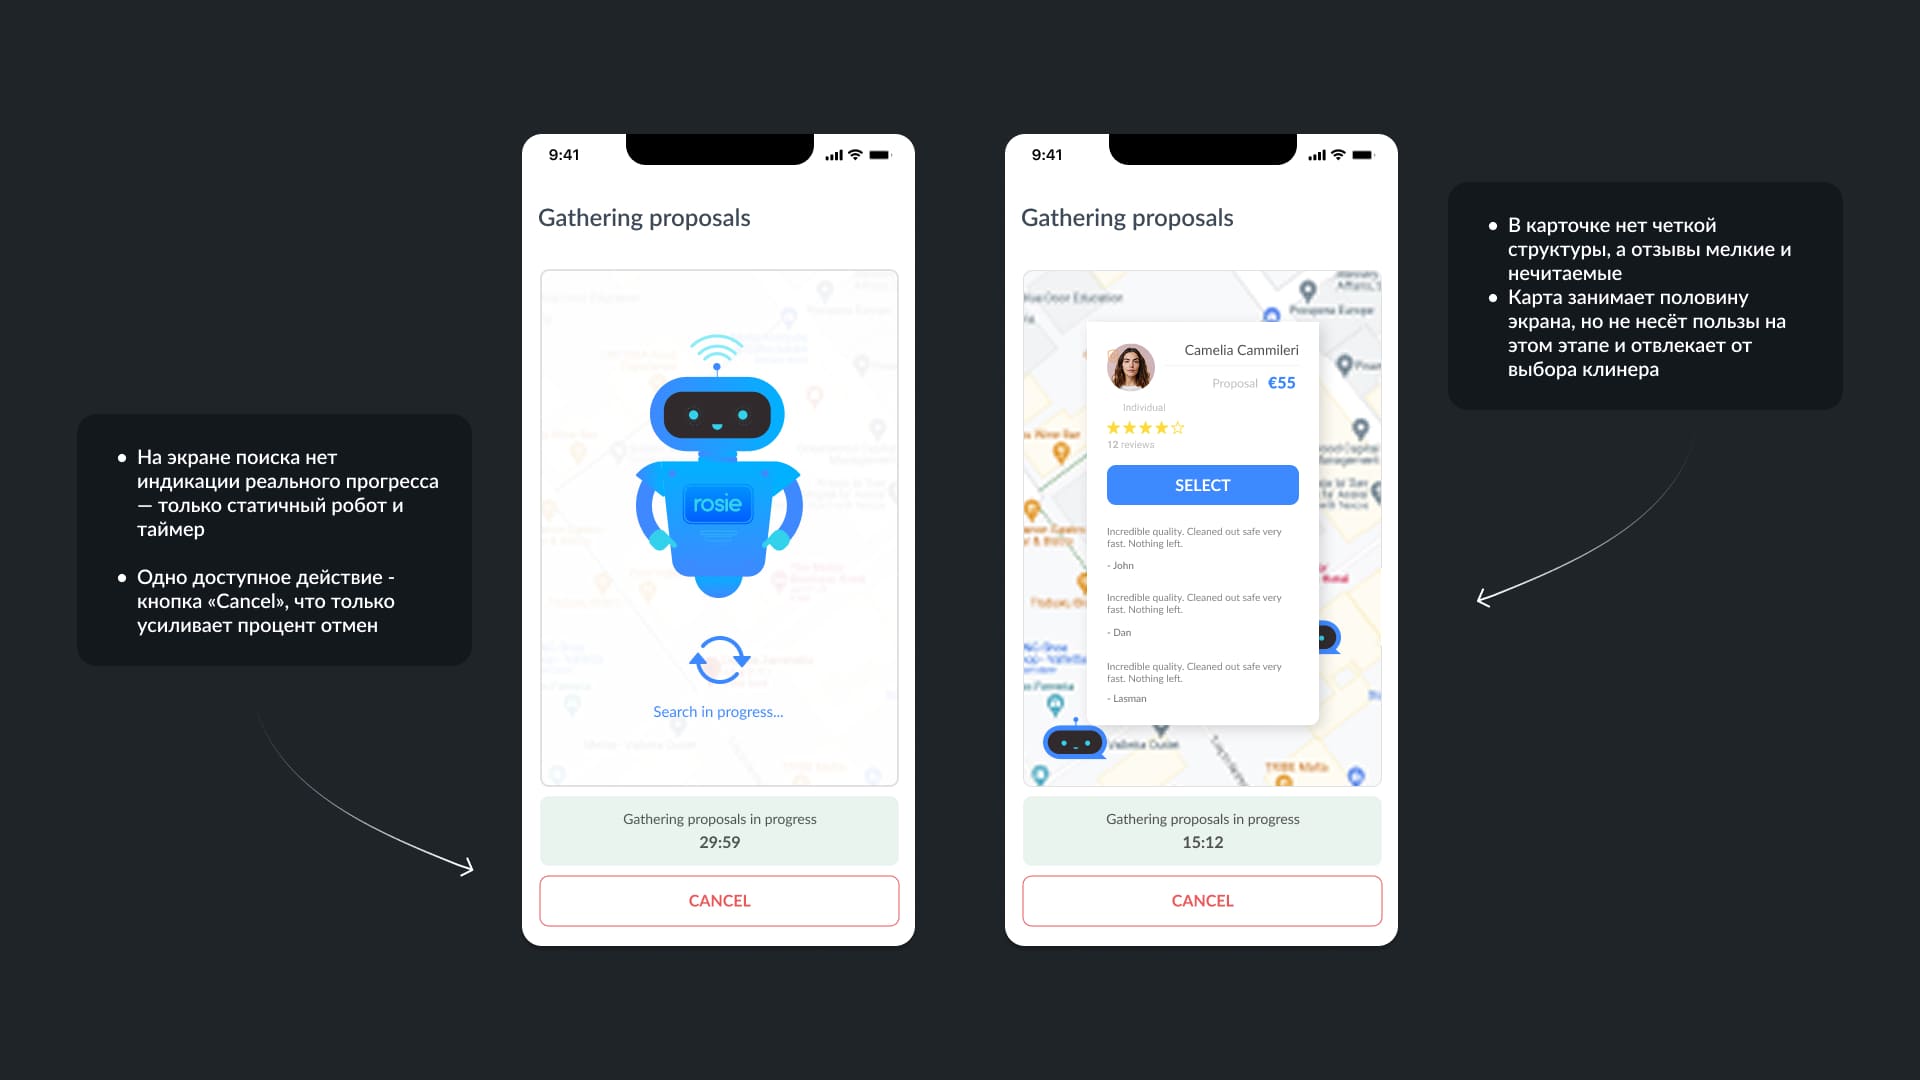 • На экране поиска нет
индикации реального прогресса
— только статичный робот и
таймер
• Одно доступное действие -
кнопка «Cancel», что только
усиливает процент отмен
9:41
Gathering proposals
rosie
Search in progress...
Gathering proposals in progress
29:59
CANCEL
9:41
Gathering proposals
Camelia Cammileri
Proposal €55
Individual
12 reviews
SELECT
Incredible quality. Cleaned out safe very
fast. Nothing left.
- John
Incredible quality. Cleaned out safe very
fast. Nothing left.
- Dan
Incredible quality. Cleaned out safe very
fast. Nothing left.
- Lasman
Valletta Outlet
TRIBE Malta
Gathering proposals in progress
15:12
CANCEL
• В карточке нет четкой
структуры, а отзывы мелкие и
нечитаемые
• Карта занимает половину
экрана, но не несёт пользы на
этом этапе и отвлекает от
выбора клинера